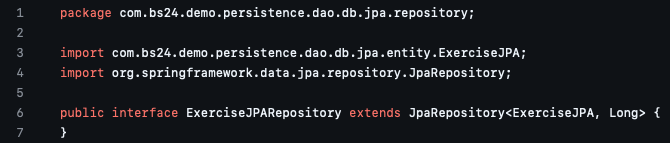 1 package com.bs24.demo.persistence.dao.db.jpa.repository;
2
3 import com.bs24.demo.persistence.dao.db.jpa.entity.ExerciseJPA;
4 import org.springframework.data.jpa.repository.JpaRepository;
5
6 public interface ExerciseJPARepository extends JpaRepository<ExerciseJPA, Long> {
7 }